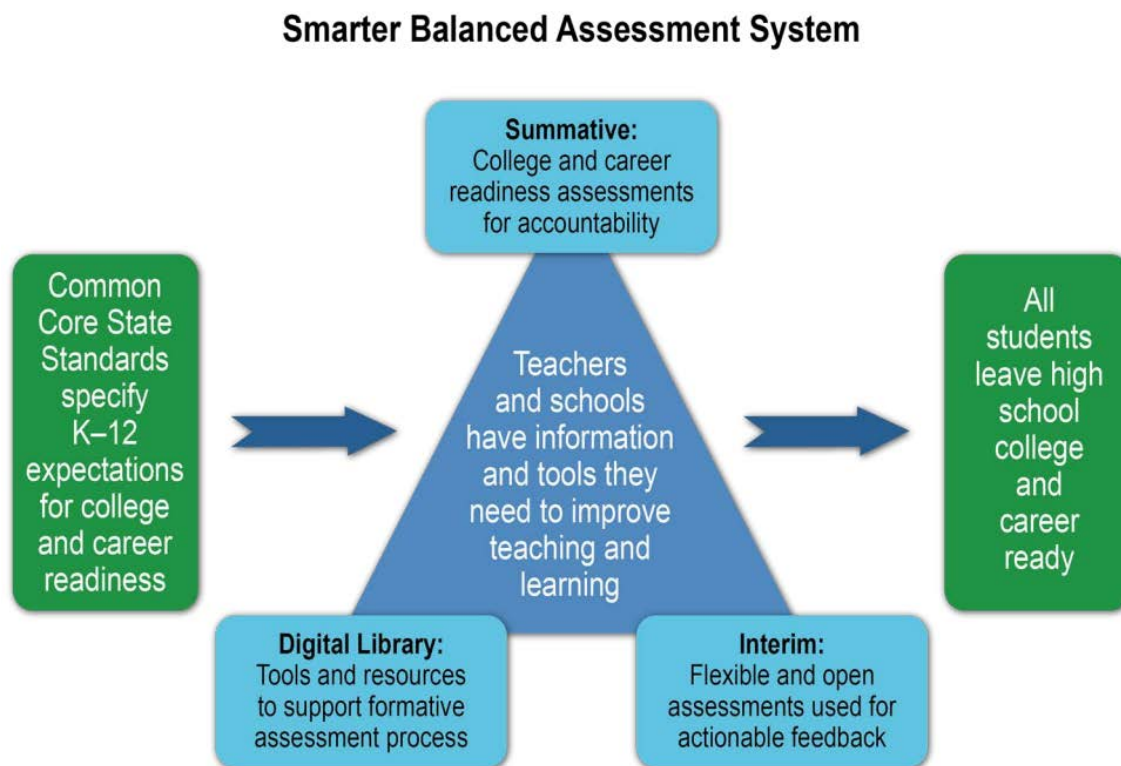 Smarter Balanced Assessment System
Summative:
College and career
readiness assessments
for accountability
Common
Core State
Standards
specify
K–12
expectations
for college
and career
readiness
Teachers
and schools
have information
and tools they
need to improve
teaching and
learning
All
students
leave high
school
college
and
career
ready
Digital Library:
Tools and resources
to support formative
assessment process
Interim:
Flexible and open
assessments used for
actionable feedback